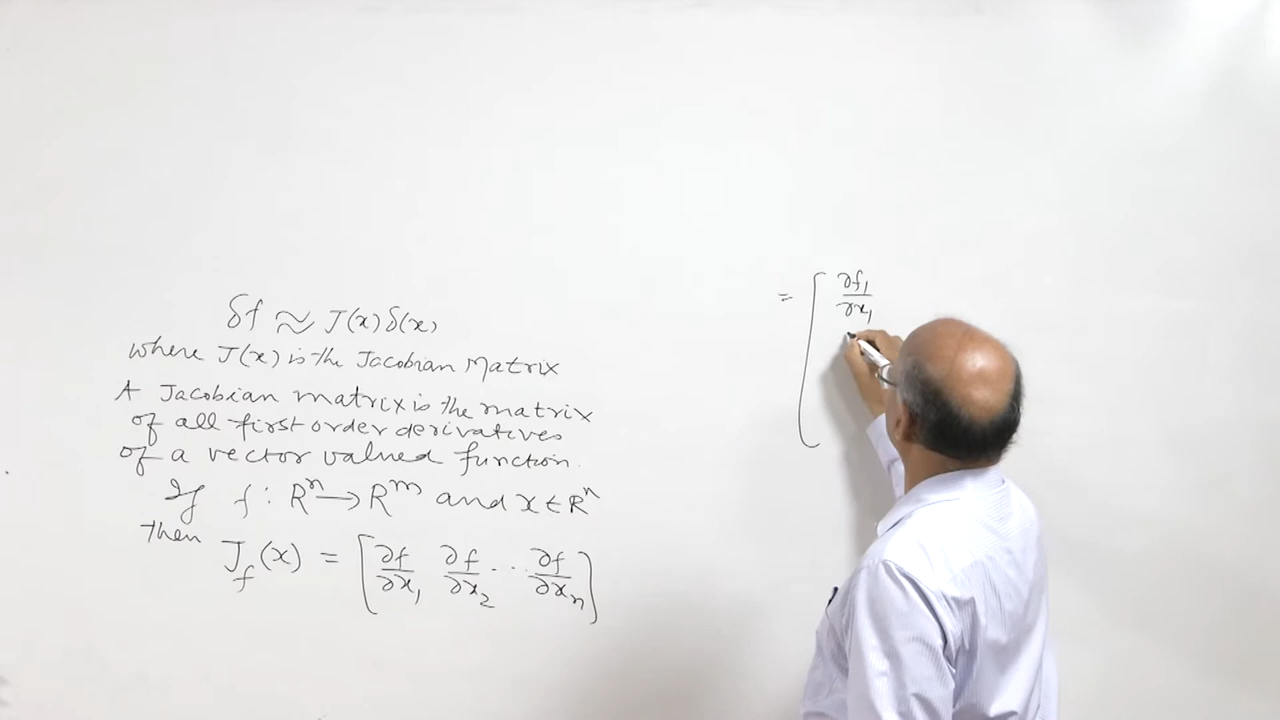 δf ≈ J(x) δ(x)
where J(x) is the Jacobian Matrix
A Jacobian matrix is the matrix
of all first order derivatives
of a vector valued function.
If f : Rⁿ → Rᵐ and x ∈ Rⁿ
then
J_f(x) = [∂f/∂x₁ ∂f/∂x₂ ... ∂f/∂xₙ]
= [ ∂f₁/∂x₁